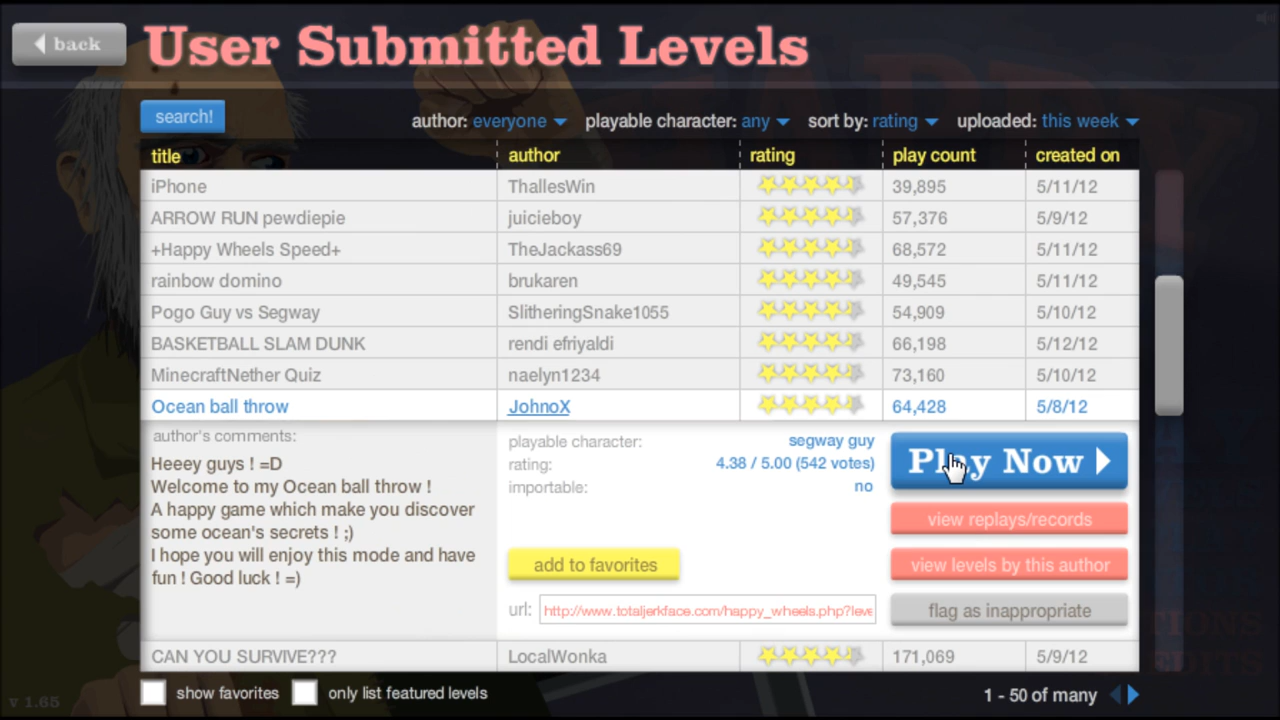 back
User Submitted Levels
search!
author: everyone playable character: any sort by: rating uploaded: this week
title author rating play count created on
iPhone ThallesWin 39,895 5/11/12
ARROW RUN pewdiepie juicieboy 57,376 5/9/12
+Happy Wheels Speed+ TheJackass69 68,572 5/11/12
rainbow domino brukaren 49,545 5/11/12
Pogo Guy vs Segway SlitheringSnake1055 54,909 5/10/12
BASKETBALL SLAM DUNK rendi efriyaldi 66,198 5/12/12
MinecraftNether Quiz naelyn1234 73,160 5/10/12
Ocean ball throw JohnoX 64,428 5/8/12
author's comments:
Heeey guys ! =D
Welcome to my Ocean ball throw !
A happy game which make you discover
some ocean's secrets ! ;)
I hope you will enjoy this mode and have
fun ! Good luck ! =)
playable character: segway guy
rating: 4.38 / 5.00 (542 votes)
importable: no
add to favorites
url: http://www.totaljerkface.com/happy_wheels.php?leve
Play Now
view replays/records
view levels by this author
flag as inappropriate
CAN YOU SURVIVE??? LocalWonka 171,069 5/9/12
show favorites only list featured levels
1 - 50 of many
v 1.65